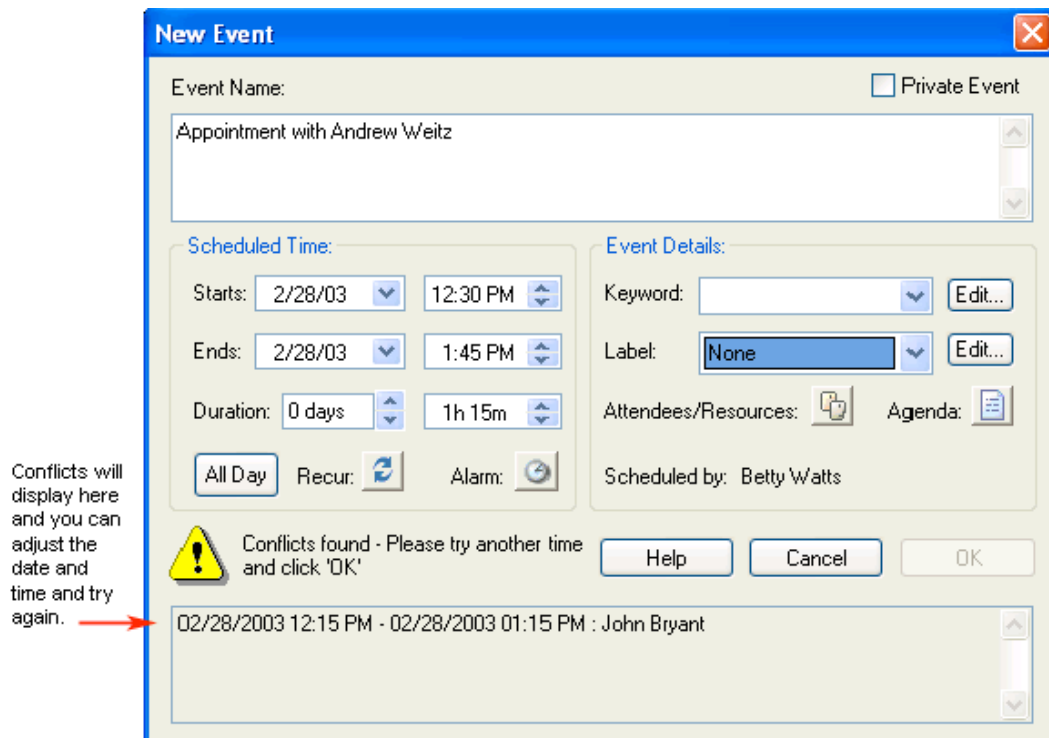 New Event
Event Name:
Private Event
Appointment with Andrew Weitz
Scheduled Time:
Starts: 2/28/03 12:30 PM
Ends: 2/28/03 1:45 PM
Duration: 0 days 1h 15m
All Day Recur: Alarm:
Event Details:
Keyword: Edit...
Label: None Edit...
Attendees/Resources: Agenda:
Scheduled by: Betty Watts
Conflicts will
display here
and you can
adjust the
date and
time and try
again.
Conflicts found - Please try another time
and click 'OK'
Help Cancel OK
02/28/2003 12:15 PM - 02/28/2003 01:15 PM : John Bryant